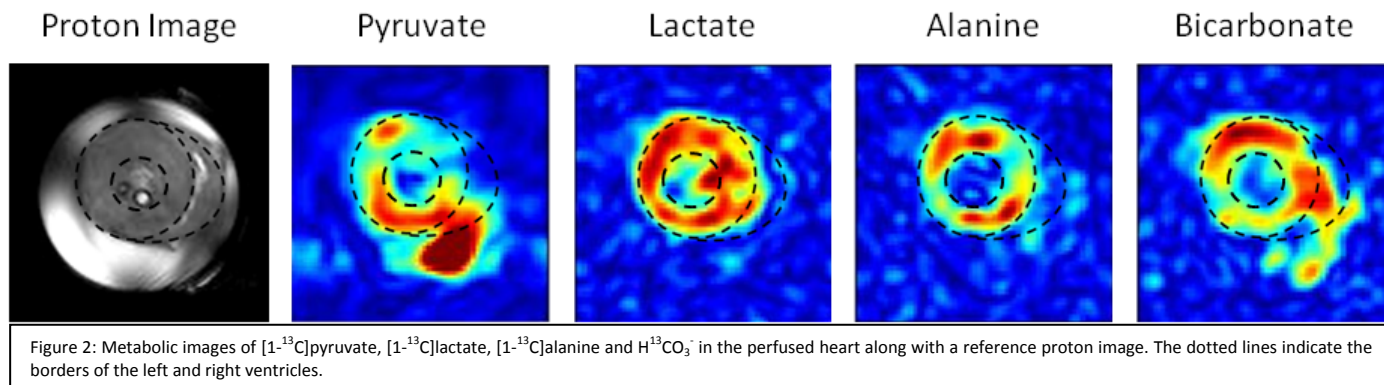 Proton Image Pyruvate Lactate Alanine Bicarbonate
Figure 2: Metabolic images of [1-¹³C]pyruvate, [1-¹³C]lactate, [1-¹³C]alanine and H¹³CO₃⁻ in the perfused heart along with a reference proton image. The dotted lines indicate the
borders of the left and right ventricles.